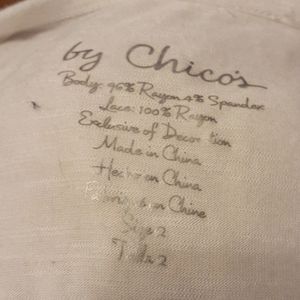 by Chico's
Body: 96% Rayon 4% Spandex
Lace: 100% Rayon
Exclusive of Decoration
Made in China
Hecho en China
Fabriqué en Chine
Size 2
Talla 2